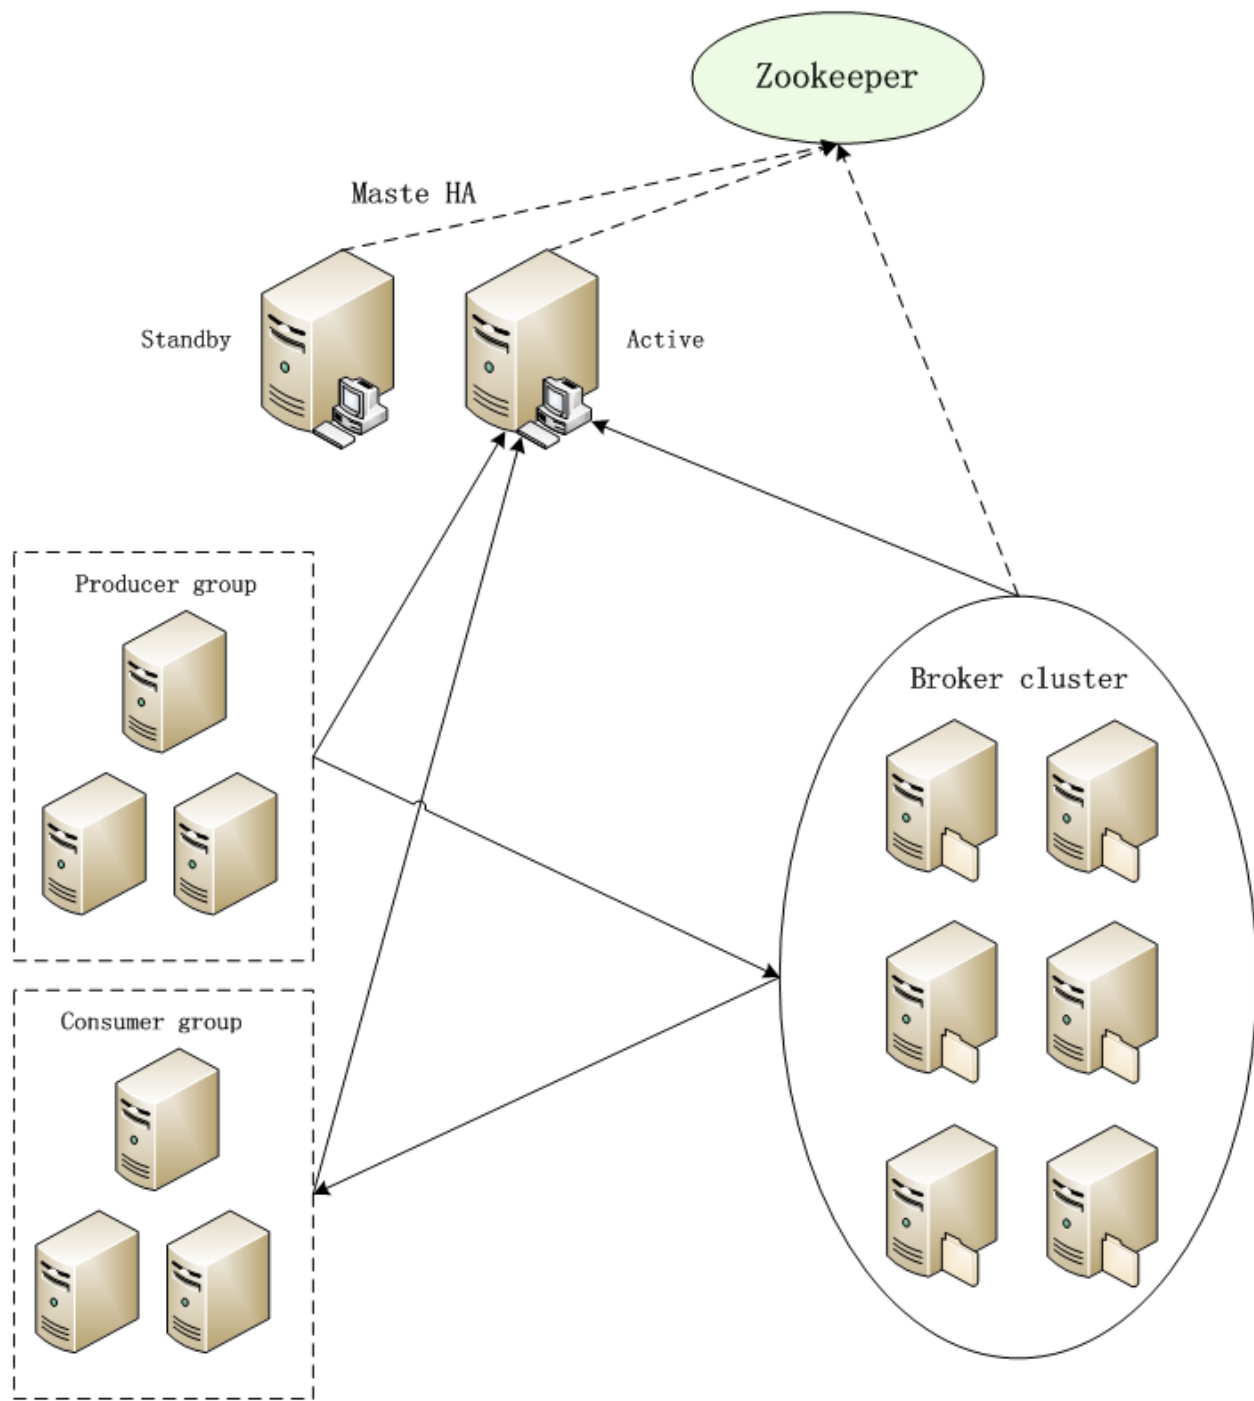 Zookeeper
Maste HA
Standby
Active
Producer group
Broker cluster
Consumer group